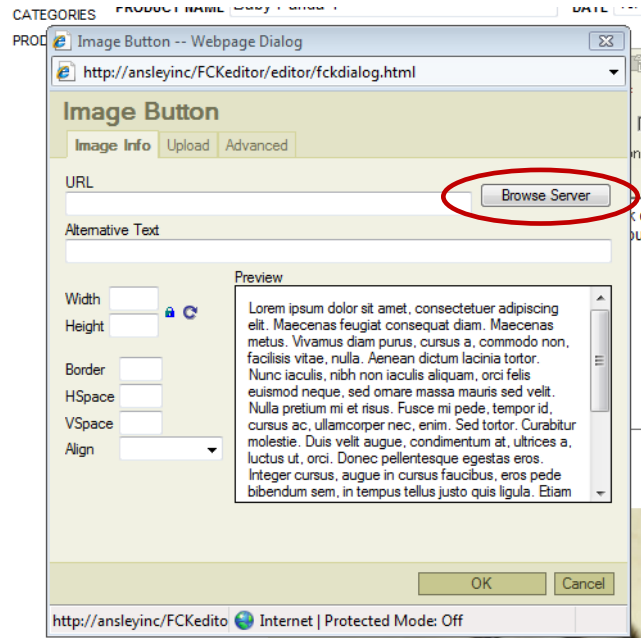 CATEGORIES PRODUCT NAME Baby Panda DATE
PROD
Image Button -- Webpage Dialog
http://ansleyinc/FCKeditor/editor/fckdialog.html
Image Button
Image Info Upload Advanced
URL
Browse Server
Alternative Text
Preview
Width
Height
Border
HSpace
VSpace
Align
Lorem ipsum dolor sit amet, consectetuer adipiscing
elit. Maecenas feugiat consequat diam. Maecenas
metus. Vivamus diam purus, cursus a, commodo non,
facilisis vitae, nulla. Aenean dictum lacinia tortor.
Nunc iaculis, nibh non iaculis aliquam, orci felis
euismod neque, sed ornare massa mauris sed velit.
Nulla pretium mi et risus. Fusce mi pede, tempor id,
cursus ac, ullamcorper nec, enim. Sed tortor. Curabitur
molestie. Duis velit augue, condimentum at, ultrices a,
luctus ut, orci. Donec pellentesque egestas eros.
Integer cursus, augue in cursus faucibus, eros pede
bibendum sem, in tempus tellus justo quis ligula. Etiam
OK Cancel
http://ansleyinc/FCKedito Internet | Protected Mode: Off